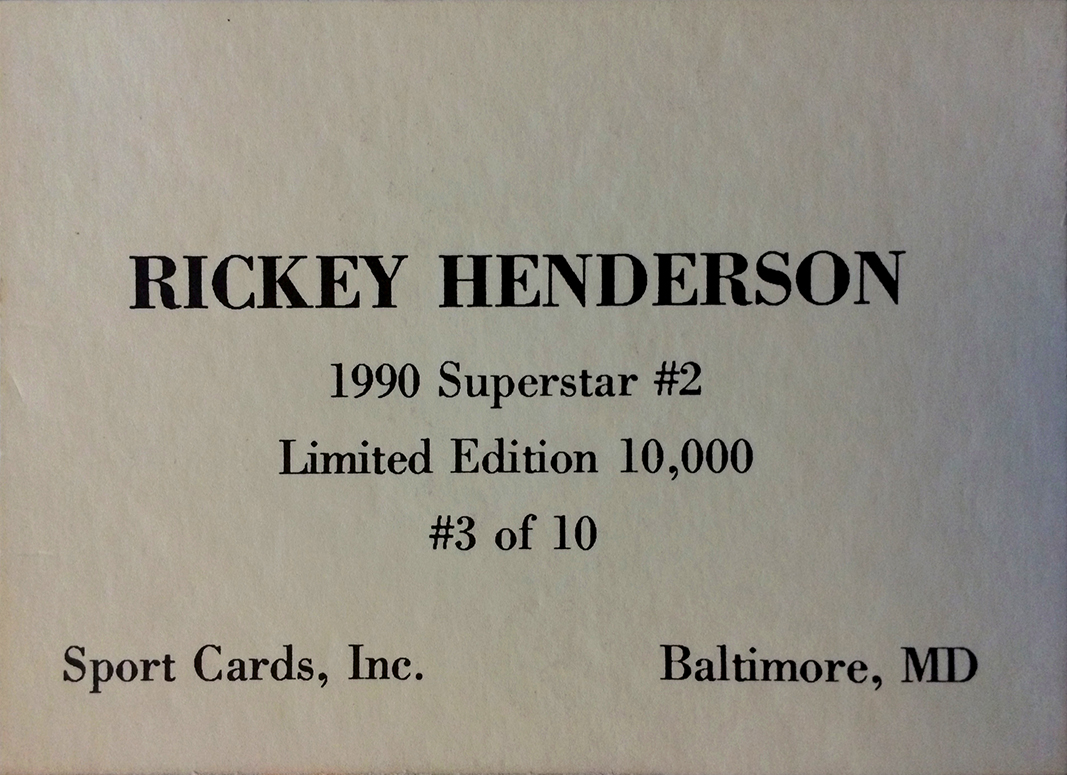 RICKEY HENDERSON
1990 Superstar #2
Limited Edition 10,000
#3 of 10
Sport Cards, Inc. Baltimore, MD